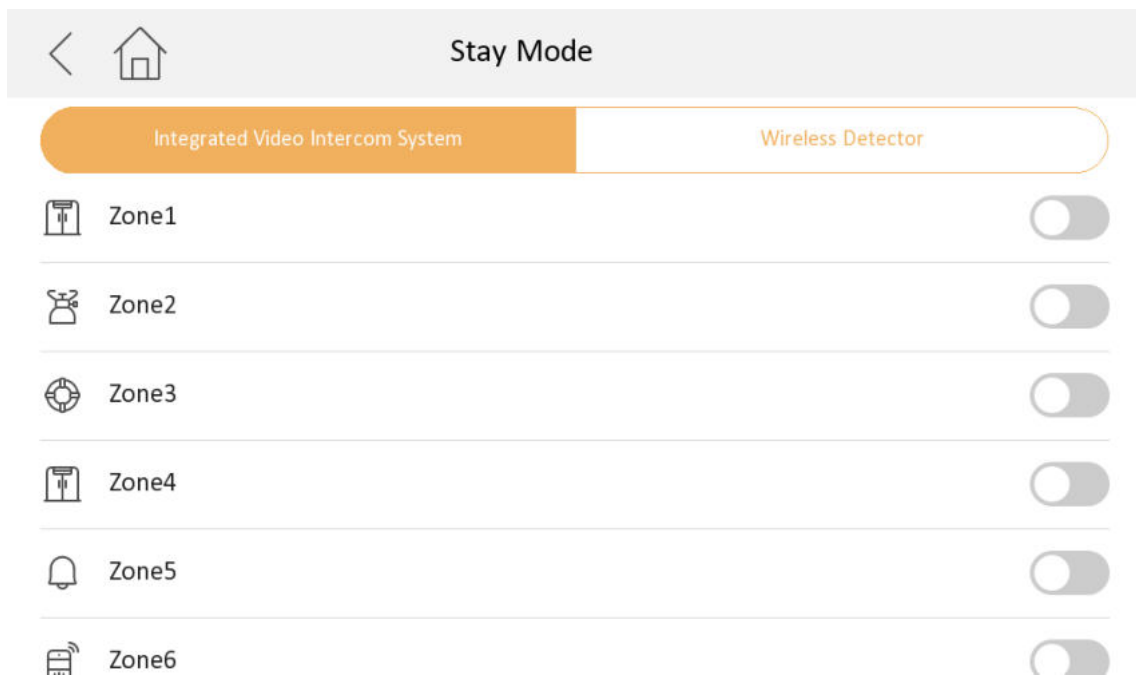 Stay Mode
Integrated Video Intercom System
Wireless Detector
Zone1
Zone2
Zone3
Zone4
Zone5
Zone6